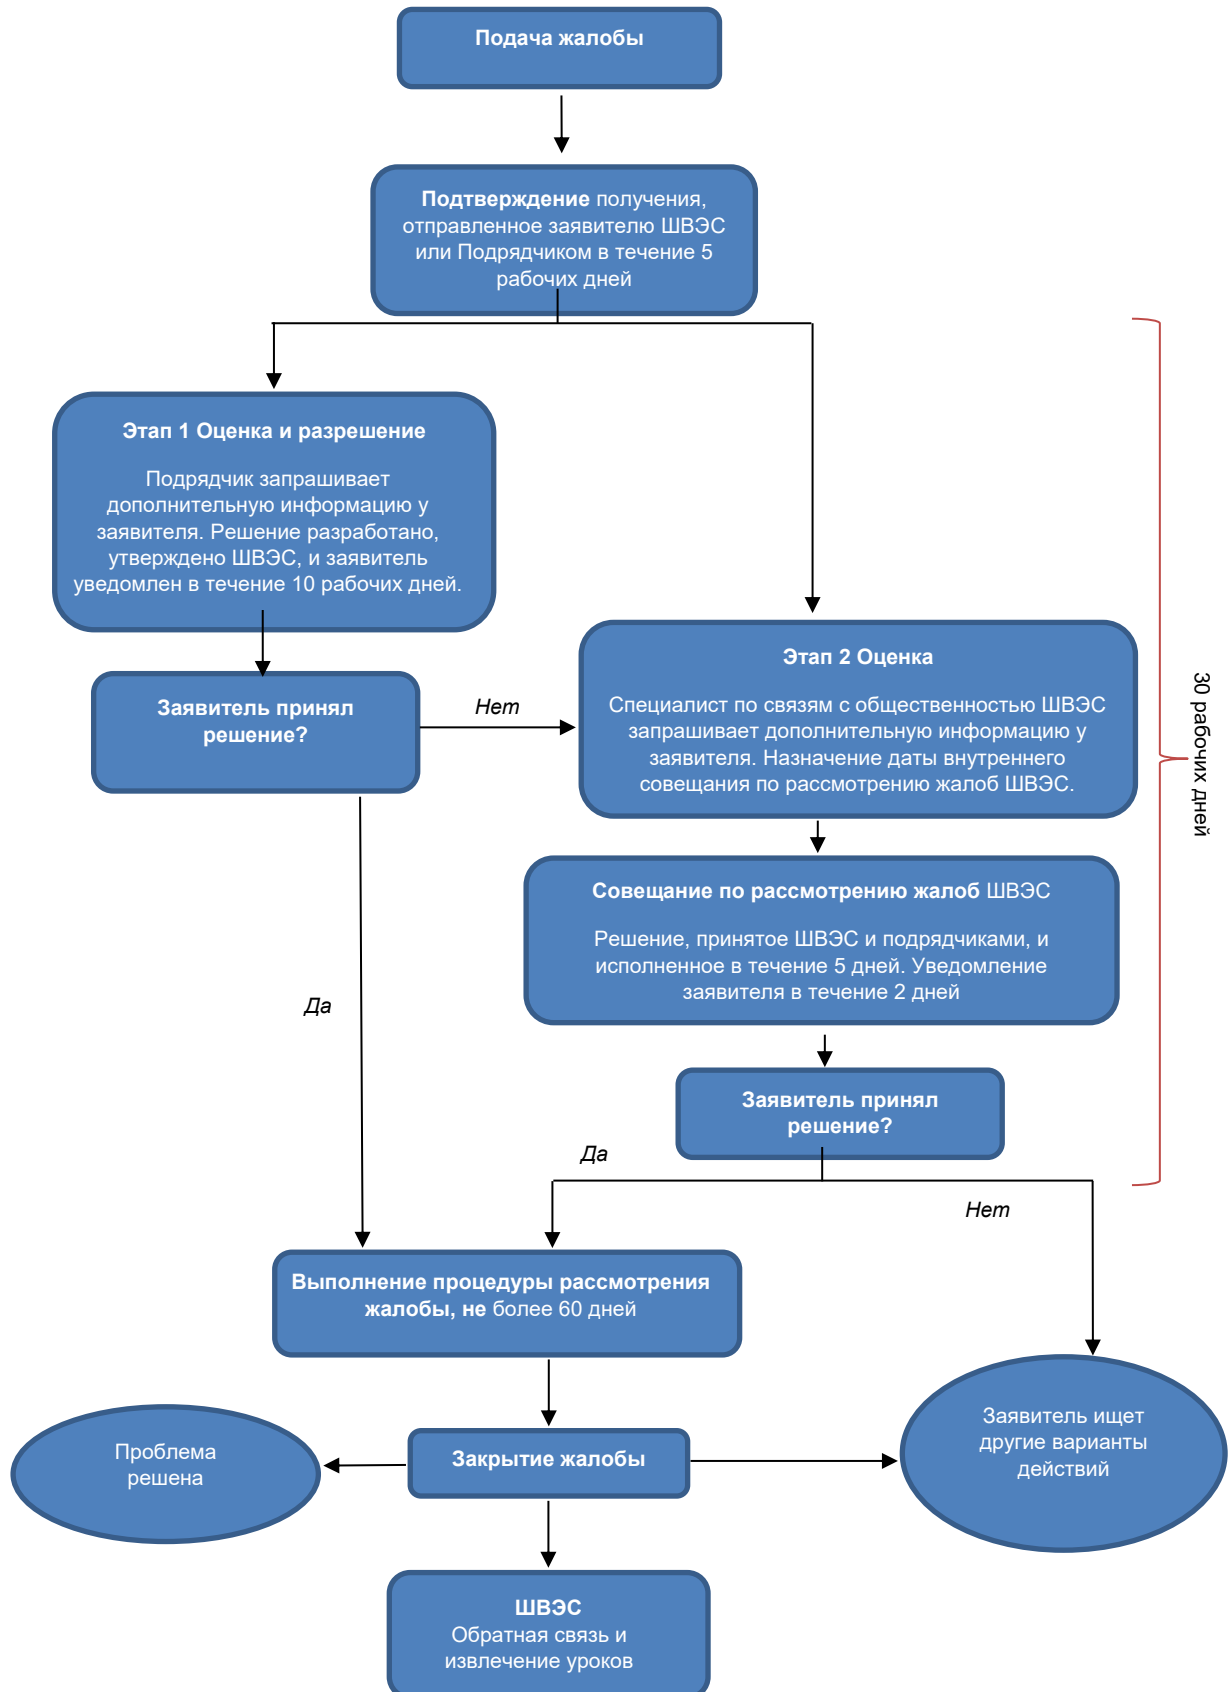 Подача жалобы
Подтверждение получения,
отправленное заявителю ШВЭС
или Подрядчиком в течение 5
рабочих дней
Этап 1 Оценка и разрешение
Подрядчик запрашивает
дополнительную информацию у
заявителя. Решение разработано,
утверждено ШВЭС, и заявитель
уведомлен в течение 10 рабочих дней.
Заявитель принял
решение?
Нет
Этап 2 Оценка
Специалист по связям с общественностью ШВЭС
запрашивает дополнительную информацию у
заявителя. Назначение даты внутреннего
совещания по рассмотрению жалоб ШВЭС.
30 рабочих дней
Совещание по рассмотрению жалоб ШВЭС
Решение, принятое ШВЭС и подрядчиками, и
исполненное в течение 5 дней. Уведомление
заявителя в течение 2 дней
Да
Заявитель принял
решение?
Да
Нет
Выполнение процедуры рассмотрения
жалобы, не более 60 дней
Проблема
решена
Закрытие жалобы
Заявитель ищет
другие варианты
действий
ШВЭС
Обратная связь и
извлечение уроков